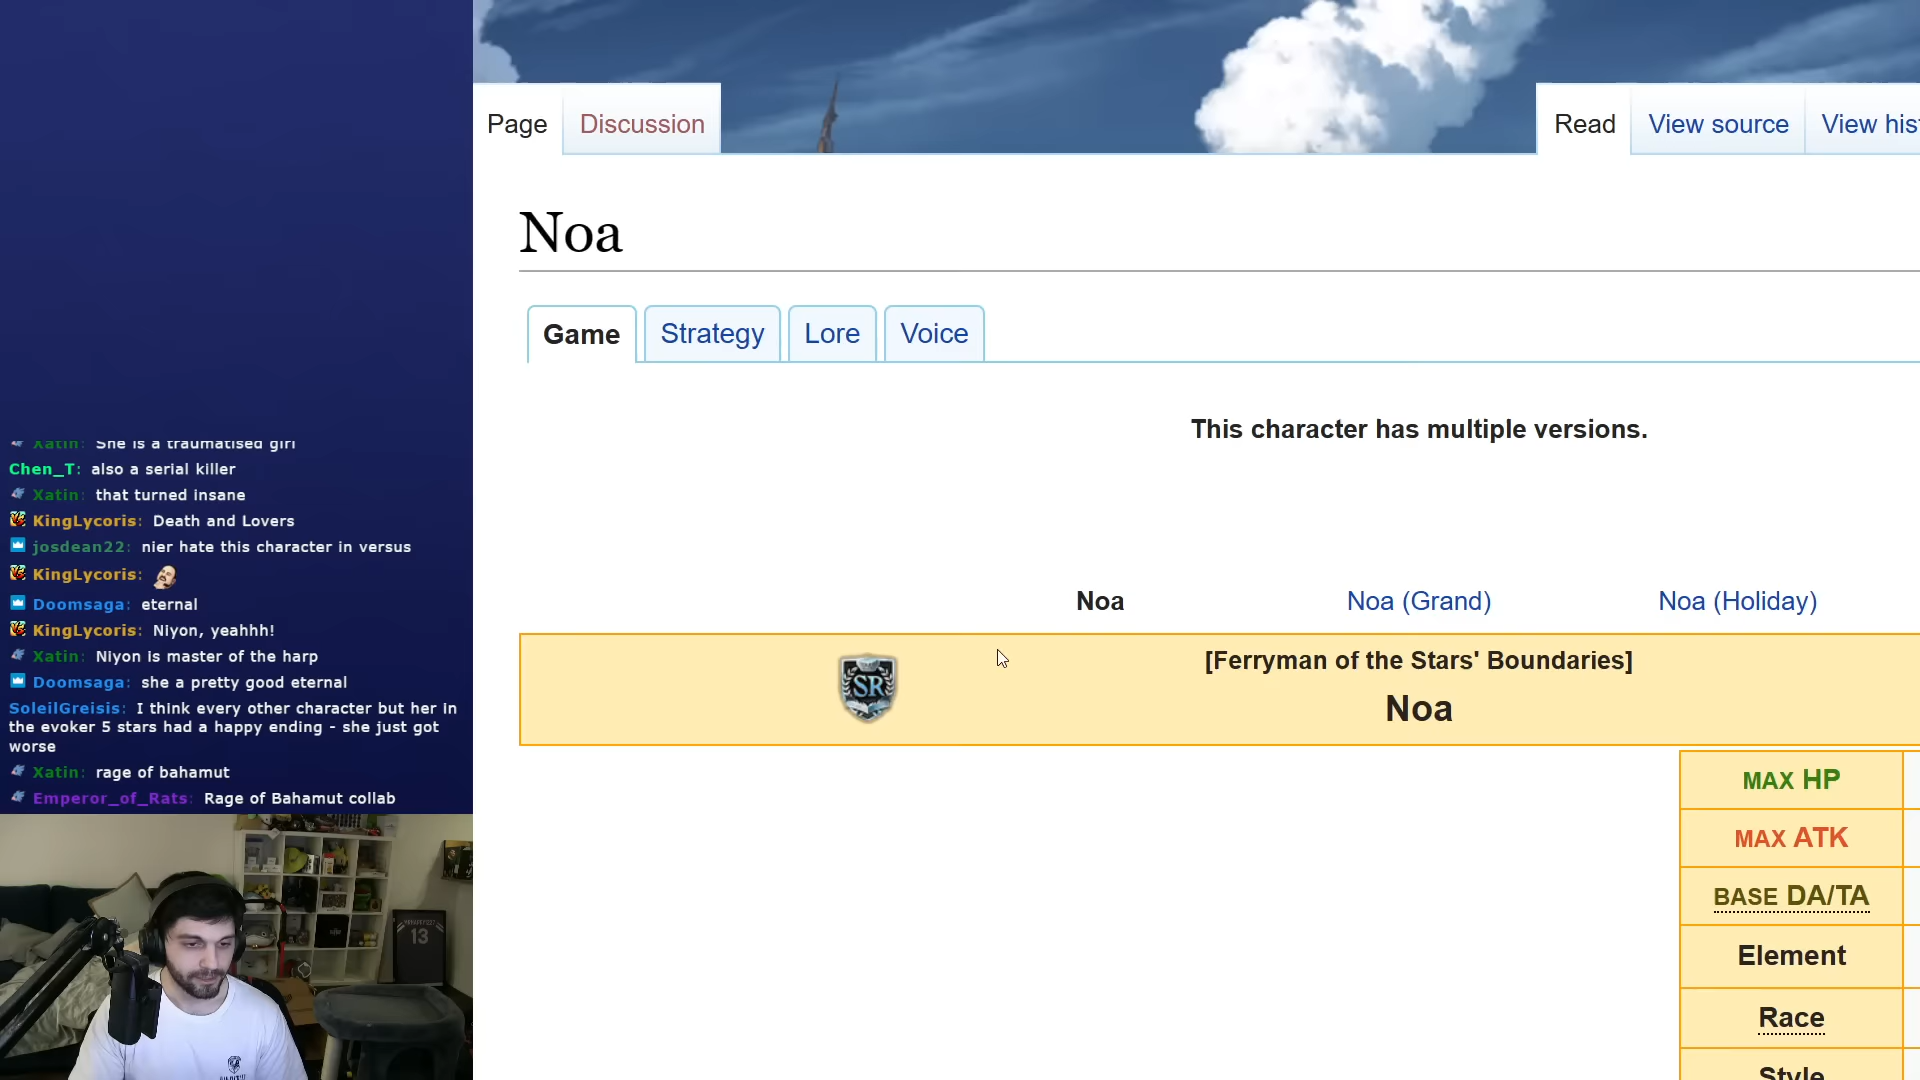 Page
Discussion
Read
View source
View his
Noa
Game
Strategy
Lore
Voice
This character has multiple versions.
Noa
Noa (Grand)
Noa (Holiday)
SR
[Ferryman of the Stars' Boundaries]
Noa
MAX HP
MAX ATK
BASE DA/TA
Element
Race
Style
Xatin: She is a traumatised girl
Chen_T: also a serial killer
Xatin: that turned insane
KingLycoris: Death and Lovers
josdean22: nier hate this character in versus
KingLycoris:
Doomsaga: eternal
KingLycoris: Niyon, yeahhh!
Xatin: Niyon is master of the harp
Doomsaga: she a pretty good eternal
SoleilGreisis: I think every other character but her in
the evoker 5 stars had a happy ending - she just got
worse
Xatin: rage of bahamut
Emperor_of_Rats: Rage of Bahamut collab
13